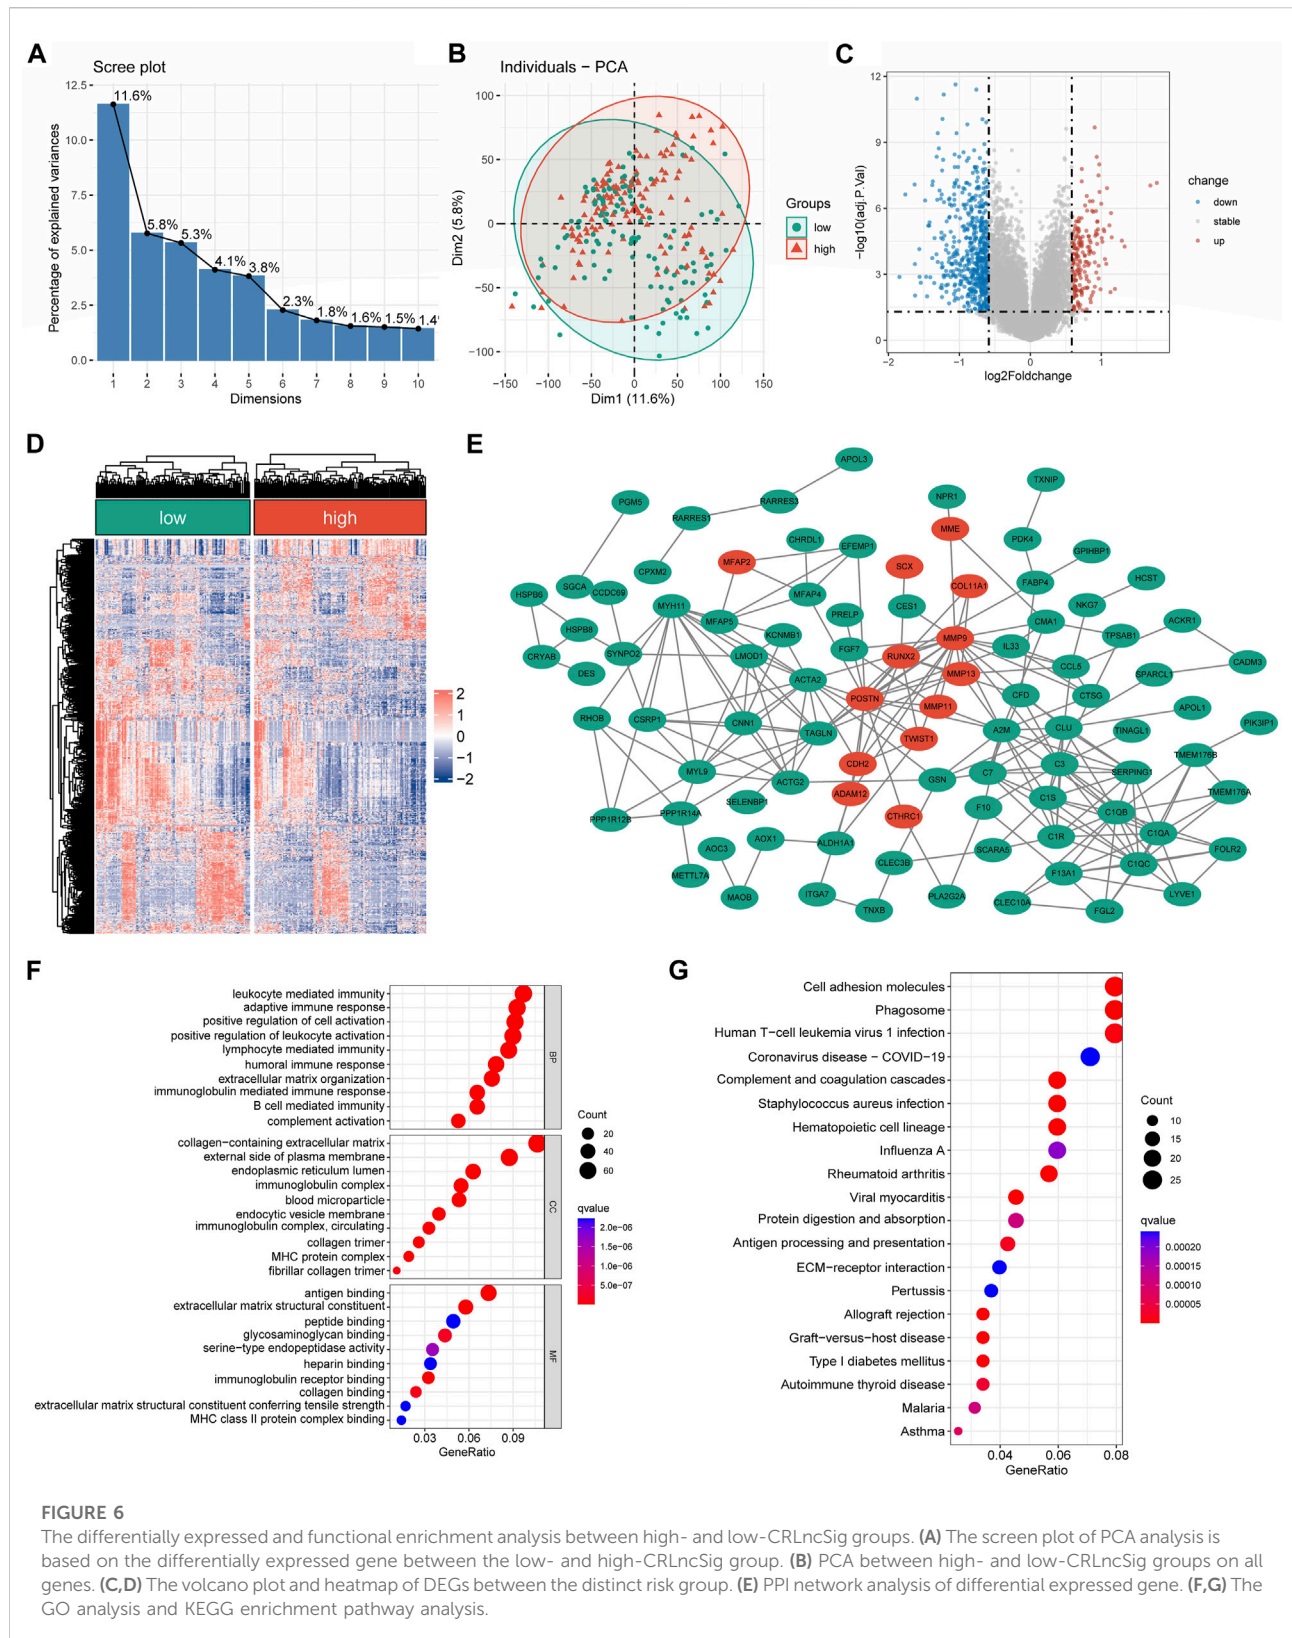 A
Scree plot
Percentage of explained variances
12.5
10.0
7.5
5.0
2.5
0.0
11.6%
5.8%
5.3%
4.1%
3.8%
2.3%
1.8%
1.6%
1.5%
1.4
1 2 3 4 5 6 7 8 9 10
Dimensions
B
Individuals − PCA
Dim2 (5.8%)
100
50
0
−50
−100
−150 −100 −50 0 50 100 150
Dim1 (11.6%)
Groups
low
high
C
−log10(adj.P.Val)
12
9
6
3
0
−2 −1 0 1
log2Foldchange
change
down
stable
up
D
low
high
2
1
0
−1
−2
E
APOL3
TXNIP
PGM5
RARRES3
NPR1
RARRES1
MME
CHRDL1
EFEMP1
PDK4
GPIHBP1
MFAP2
SCX
CPXM2
HCST
SGCA
CCDC69
COL11A1
FABP4
HSPB6
MFAP4
MYH11
CES1
NKG7
PRELP
MFAP5
CMA1
ACKR1
HSPB8
KCNMB1
MMP9
TPSAB1
IL33
FGF7
CRYAB
SYNPO2
LMOD1
RUNX2
CADM3
DES
ACTA2
MMP13
CCL5
SPARCL1
POSTN
CFD
CTSG
MMP11
APOL1
RHOB
CSRP1
CNN1
TAGLN
A2M
CLU
TINAGL1
PIK3IP1
TWIST1
TMEM176B
CDH2
C3
MYL9
ACTG2
GSN
C7
SERPING1
ADAM12
C1S
TMEM176A
SELENBP1
F10
PPP1R12B
PPP1R14A
CTHRC1
C1QB
C1QA
C1R
AOX1
ALDH1A1
AOC3
SCARA5
FOLR2
CLEC3B
C1QC
METTL7A
F13A1
MAOB
ITGA7
PLA2G2A
LYVE1
TNXB
CLEC10A
FGL2
F
leukocyte mediated immunity
adaptive immune response
positive regulation of cell activation
positive regulation of leukocyte activation
lymphocyte mediated immunity
humoral immune response
extracellular matrix organization
immunoglobulin mediated immune response
B cell mediated immunity
complement activation
BP
collagen−containing extracellular matrix
external side of plasma membrane
endoplasmic reticulum lumen
immunoglobulin complex
blood microparticle
endocytic vesicle membrane
immunoglobulin complex, circulating
collagen trimer
MHC protein complex
fibrillar collagen trimer
CC
antigen binding
extracellular matrix structural constituent
peptide binding
glycosaminoglycan binding
serine−type endopeptidase activity
heparin binding
immunoglobulin receptor binding
collagen binding
extracellular matrix structural constituent conferring tensile strength
MHC class II protein complex binding
MF
0.03 0.06 0.09
GeneRatio
Count
20
40
60
qvalue
2.0e−06
1.5e−06
1.0e−06
5.0e−07
G
Cell adhesion molecules
Phagosome
Human T−cell leukemia virus 1 infection
Coronavirus disease − COVID−19
Complement and coagulation cascades
Staphylococcus aureus infection
Hematopoietic cell lineage
Influenza A
Rheumatoid arthritis
Viral myocarditis
Protein digestion and absorption
Antigen processing and presentation
ECM−receptor interaction
Pertussis
Allograft rejection
Graft−versus−host disease
Type I diabetes mellitus
Autoimmune thyroid disease
Malaria
Asthma
0.04 0.06 0.08
GeneRatio
Count
10
15
20
25
qvalue
0.00020
0.00015
0.00010
0.00005
FIGURE 6
The differentially expressed and functional enrichment analysis between high- and low-CRLncSig groups. (A) The screen plot of PCA analysis is
based on the differentially expressed gene between the low- and high-CRLncSig group. (B) PCA between high- and low-CRLncSig groups on all
genes. (C,D) The volcano plot and heatmap of DEGs between the distinct risk group. (E) PPI network analysis of differential expressed gene. (F,G) The
GO analysis and KEGG enrichment pathway analysis.